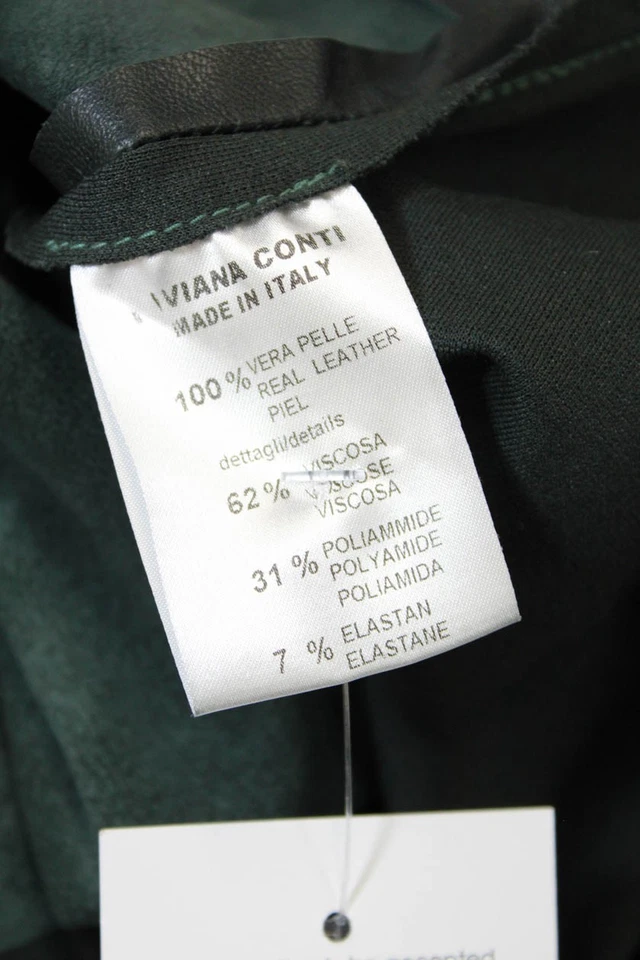 VIANA CONTI
MADE IN ITALY
100 % VERA PELLE
REAL LEATHER
PIEL
dettagli/details
62 % VISCOSA
VISCOSE
VISCOSA
31 % POLIAMMIDE
POLYAMIDE
POLIAMIDA
7 % ELASTAN
ELASTANE
accepted